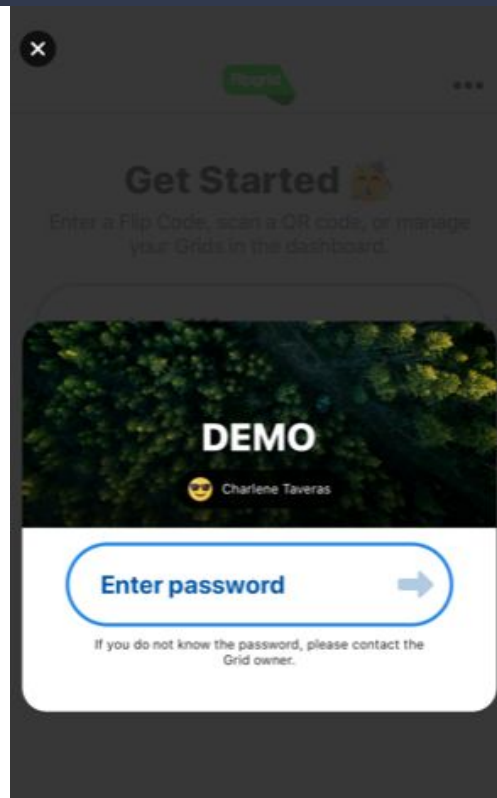 Flipgrid
Get Started 🥳
Enter a Flip Code, scan a QR code, or manage
your Grids in the dashboard.
DEMO
Charlene Taveras
Enter password
If you do not know the password, please contact the
Grid owner.